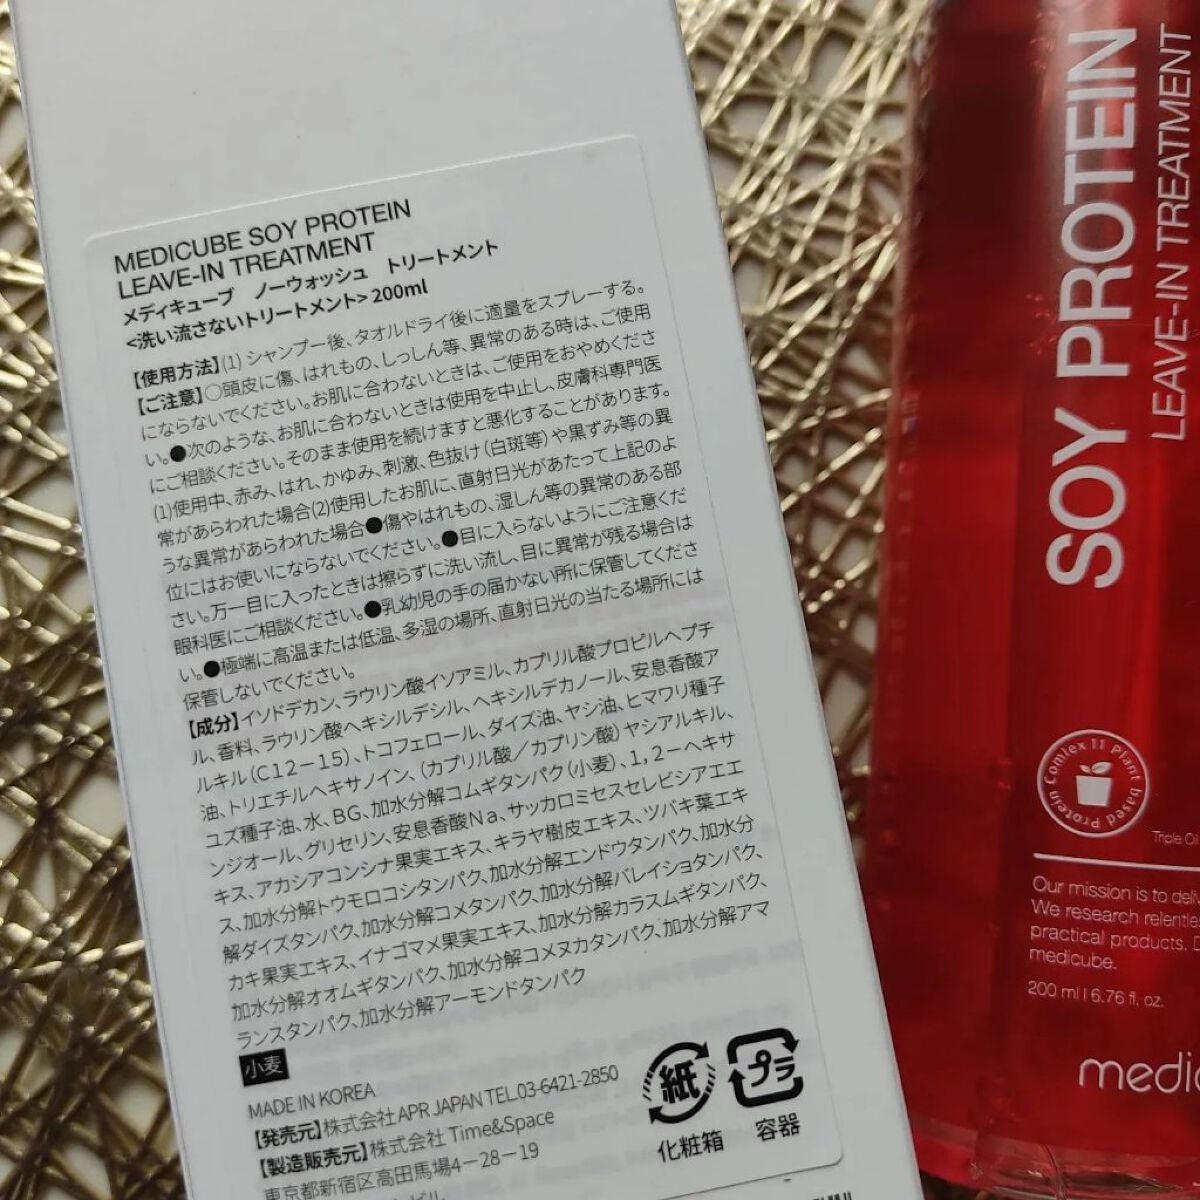 MEDICUBE SOY PROTEIN
LEAVE-IN TREATMENT
メディキューブ ノーウォッシュ トリートメント
<洗い流さないトリートメント> 200ml
【使用方法】(1) シャンプー後、タオルドライ後に適量をスプレーする。
【ご注意】○頭皮に傷、はれもの、しっしん等、異常のある時は、ご使用
にならないでください。お肌に合わないときは、ご使用をおやめくださ
い。●次のような、お肌に合わないときは使用を中止し、皮膚科専門医
にご相談ください。そのまま使用を続けますと悪化することがあります。
(1)使用中、赤み、はれ、かゆみ、刺激、色抜け(白斑等)や黒ずみ等の異
常があらわれた場合(2)使用したお肌に、直射日光があたって上記のよ
うな異常があらわれた場合●傷やはれもの、湿しん等の異常のある部
位にはお使いにならないでください。●目に入らないようにご注意くだ
さい。万一目に入ったときは擦らずに洗い流し、目に異常が残る場合は
眼科医にご相談ください。●乳幼児の手の届かない所に保管してくださ
い。●極端に高温または低温、多湿の場所、直射日光の当たる場所には
保管しないでください。
【成分】イソドデカン、ラウリン酸イソアミル、カプリル酸プロピルヘプチ
ル、香料、ラウリン酸ヘキシルデシル、ヘキシルデカノール、安息香酸ア
ルキル(C12-15)、トコフェロール、ダイズ油、ヤシ油、ヒマワリ種子
油、トリエチルヘキサノイン、(カプリル酸/カプリン酸)ヤシアルキル、
ユズ種子油、水、BG、加水分解コムギタンパク(小麦)、1,2-ヘキサ
ンジオール、グリセリン、安息香酸Na、サッカロミセスセレビシアエエ
キス、アカシアコンシナ果実エキス、キラヤ樹皮エキス、ツバキ葉エキ
ス、加水分解トウモロコシタンパク、加水分解エンドウタンパク、加水分
解ダイズタンパク、加水分解コメタンパク、加水分解バレイショタンパク、
カキ果実エキス、イナゴマメ果実エキス、加水分解カラスムギタンパク、
加水分解オオムギタンパク、加水分解コメヌカタンパク、加水分解アマ
ランスタンパク、加水分解アーモンドタンパク
小麦
MADE IN KOREA
【発売元】株式会社 APR JAPAN TEL.03-6421-2850
【製造販売元】株式会社 Time&Space
東京都新宿区高田馬場4-28-19
紙
化粧箱
プラ
容器
SOY PROTEIN
LEAVE-IN TREATMENT
Comlex 11 Plant based Protein
Triple Oil
Our mission is to
We research
practical products.
medicube.
200 ml | 6.76 fl. oz.